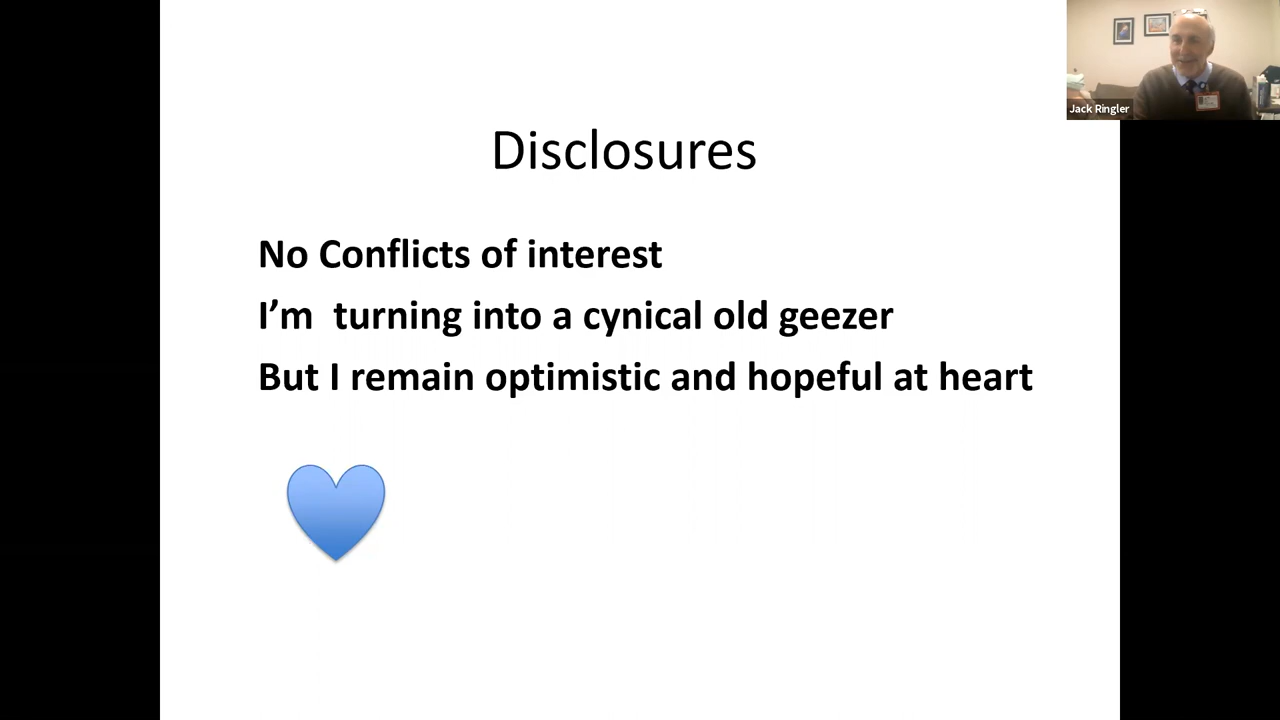 Disclosures
No Conflicts of interest
I’m  turning into a cynical old geezer
But I remain optimistic and hopeful at heart
Jack Ringler